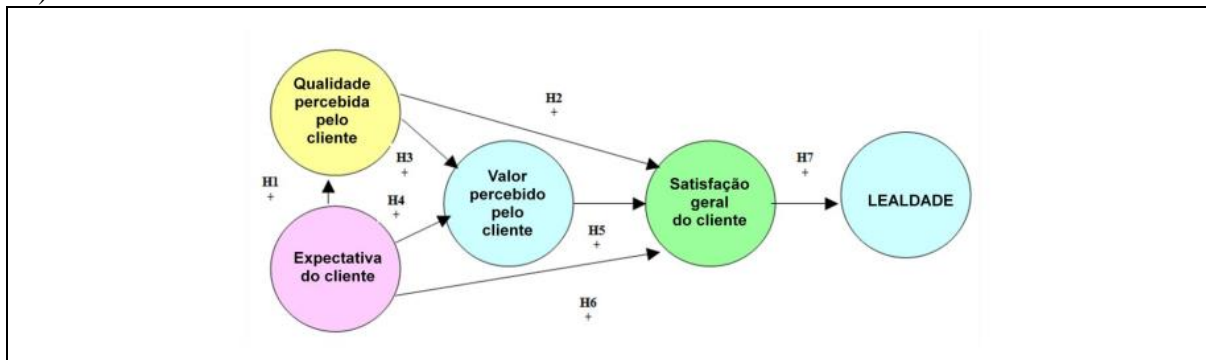 )
Qualidade
percebida
pelo
cliente
H2
+
H3
+
H1
+
H4
+
Valor
percebido
pelo
cliente
Satisfação
geral
do cliente
H7
+
LEALDADE
H5
+
Expectativa
do cliente
H6
+